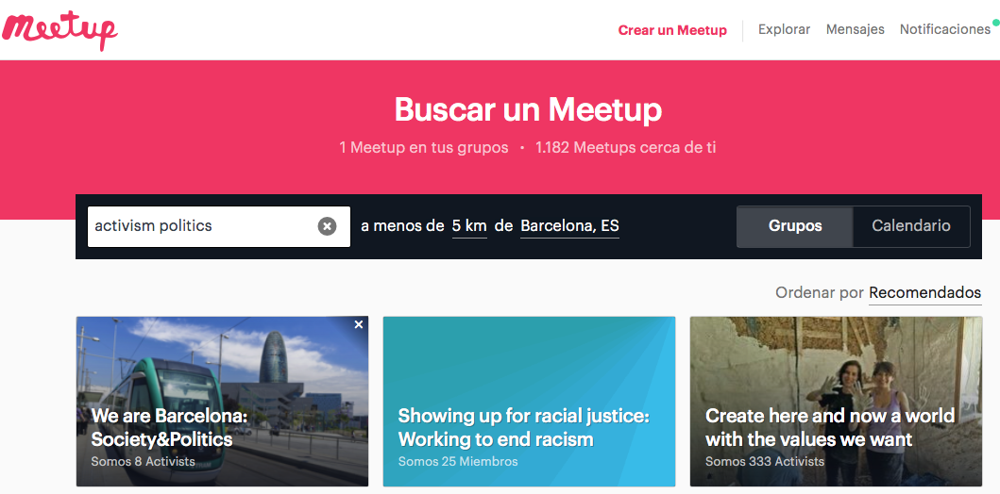 Meetup
Crear un Meetup Explorar Mensajes Notificaciones
Buscar un Meetup
1 Meetup en tus grupos · 1.182 Meetups cerca de ti
activism politics a menos de 5 km de Barcelona, ES Grupos Calendario
Ordenar por Recomendados
We are Barcelona:
Society&Politics
Somos 8 Activists
Showing up for racial justice:
Working to end racism
Somos 25 Miembros
Create here and now a world
with the values we want
Somos 333 Activists